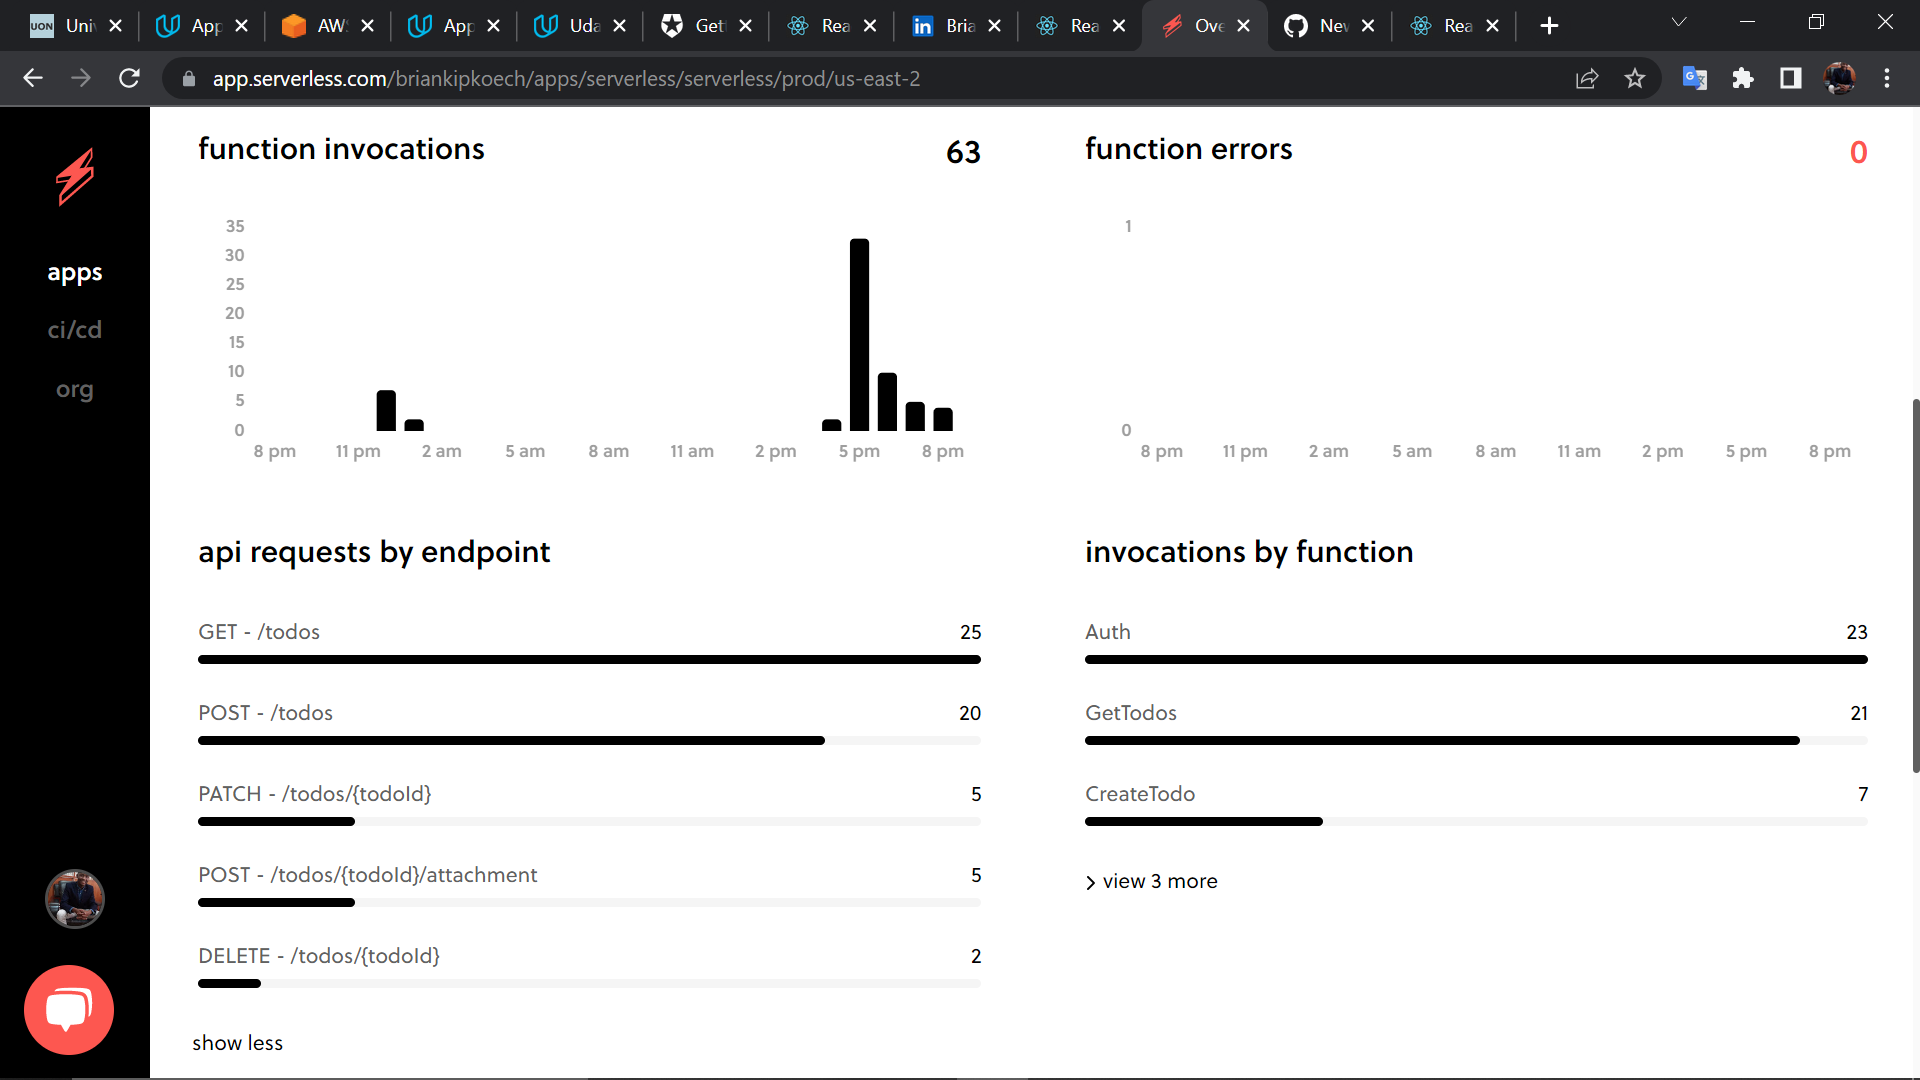 UON Uni App AWS App Uda Get Rea Bria Rea Ove Nev Rea
app.serverless.com/briankipkoech/apps/serverless/serverless/prod/us-east-2
apps
ci/cd
org
function invocations 63
35
30
25
20
15
10
5
0
8 pm 11 pm 2 am 5 am 8 am 11 am 2 pm 5 pm 8 pm
function errors 0
1
0
8 pm 11 pm 2 am 5 am 8 am 11 am 2 pm 5 pm 8 pm
api requests by endpoint
GET - /todos 25
POST - /todos 20
PATCH - /todos/{todoId} 5
POST - /todos/{todoId}/attachment 5
DELETE - /todos/{todoId} 2
show less
invocations by function
Auth 23
GetTodos 21
CreateTodo 7
view 3 more